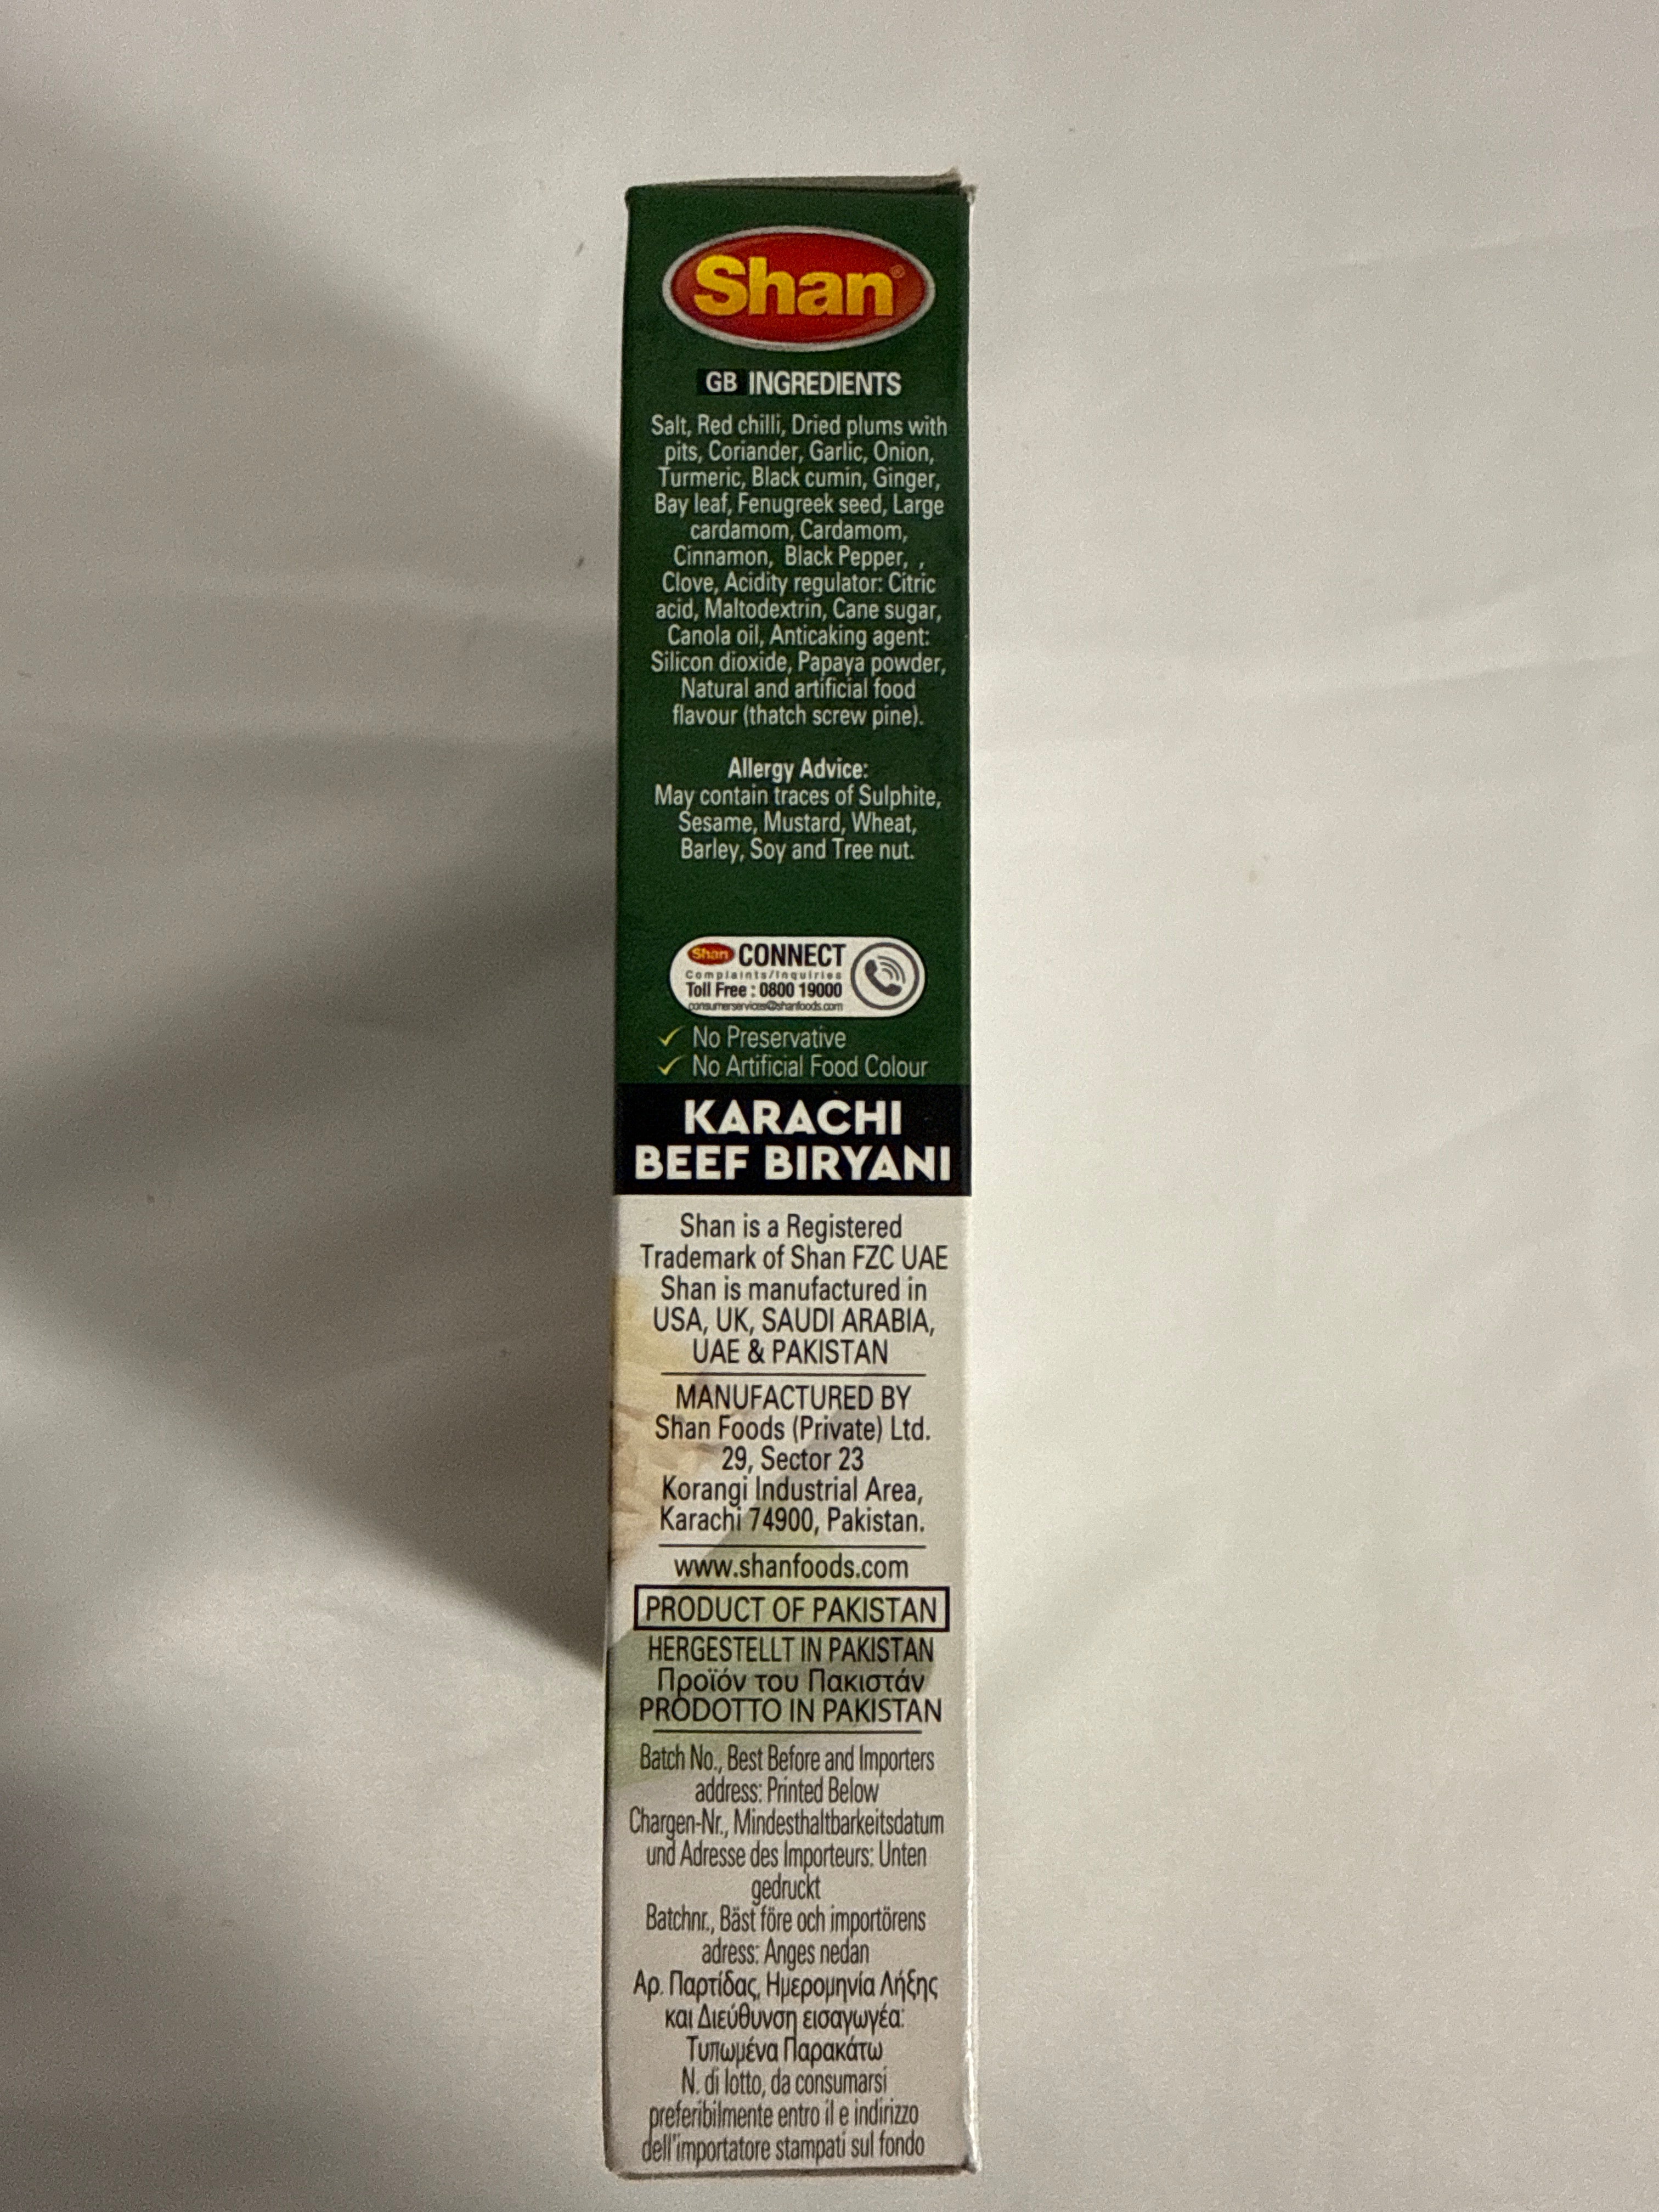 Shan®
GB INGREDIENTS
Salt, Red chilli, Dried plums with
pits, Coriander, Garlic, Onion,
Turmeric, Black cumin, Ginger,
Bay leaf, Fenugreek seed, Large
cardamom, Cardamom,
Cinnamon, Black Pepper, ,
Clove, Acidity regulator: Citric
acid, Maltodextrin, Cane sugar,
Canola oil, Anticaking agent:
Silicon dioxide, Papaya powder,
Natural and artificial food
flavour (thatch screw pine).
Allergy Advice:
May contain traces of Sulphite,
Sesame, Mustard, Wheat,
Barley, Soy and Tree nut.
Shan CONNECT
Complaints/Inquiries
Toll Free : 0800 19000
consumerservices@shanfoods.com
✓ No Preservative
✓ No Artificial Food Colour
KARACHI
BEEF BIRYANI
Shan is a Registered
Trademark of Shan FZC UAE
Shan is manufactured in
USA, UK, SAUDI ARABIA,
UAE & PAKISTAN
MANUFACTURED BY
Shan Foods (Private) Ltd.
29, Sector 23
Korangi Industrial Area,
Karachi 74900, Pakistan.
www.shanfoods.com
PRODUCT OF PAKISTAN
HERGESTELLT IN PAKISTAN
Προϊόν του Πακιστάν
PRODOTTO IN PAKISTAN
Batch No., Best Before and Importers
address: Printed Below
Chargen-Nr., Mindesthaltbarkeitsdatum
und Adresse des Importeurs: Unten
gedruckt
Batchnr., Bäst före och importörens
adress: Anges nedan
Αρ. Παρτίδας, Ημερομηνία Λήξης
και Διεύθυνση εισαγωγέα:
Τυπωμένα Παρακάτω
N. di lotto, da consumarsi
preferibilmente entro il e indirizzo
dell'importatore stampati sul fondo